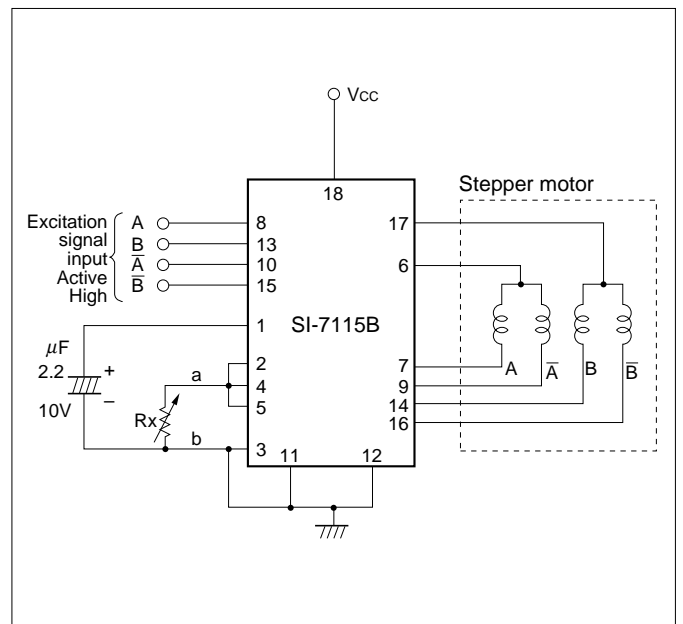 Vcc
18
Stepper motor
Excitation
signal
input
Active
High
A
B
A̅
B̅
8
13
10
15
17
6
SI-7115B
1
2
4
5
3
11
12
7
9
14
16
A
A̅
B
B̅
µF
2.2
10V
+
–
a
Rx
b